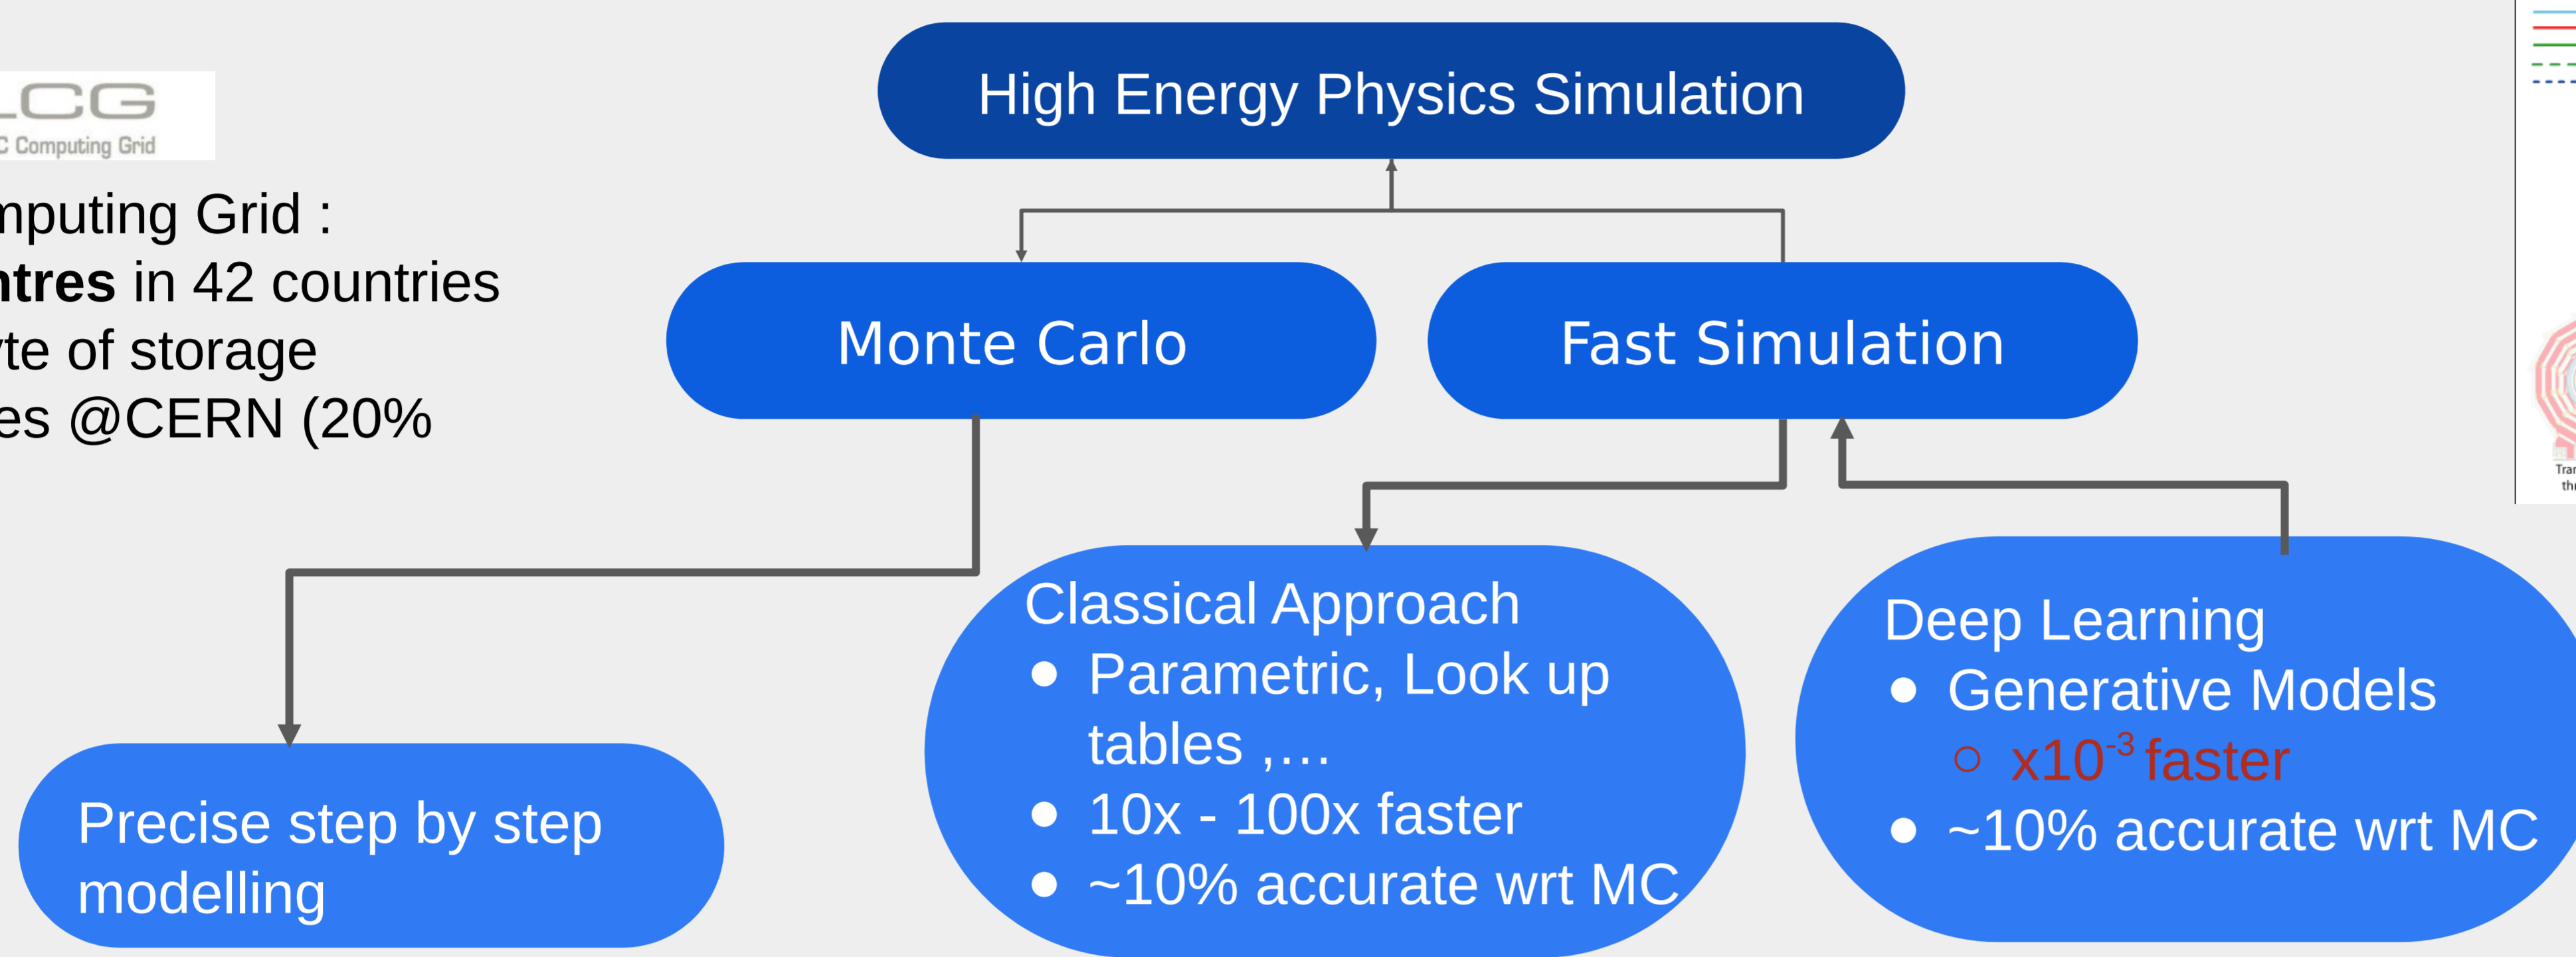 High Energy Physics Simulation
LCG
C Computing Grid
mputing Grid :
ntres in 42 countries
te of storage
es @CERN (20%
Monte Carlo
Fast Simulation
Precise step by step
modelling
Classical Approach
● Parametric, Look up
tables ,…
● 10x - 100x faster
● ~10% accurate wrt MC
Deep Learning
● Generative Models
○ x10⁻³ faster
● ~10% accurate wrt MC